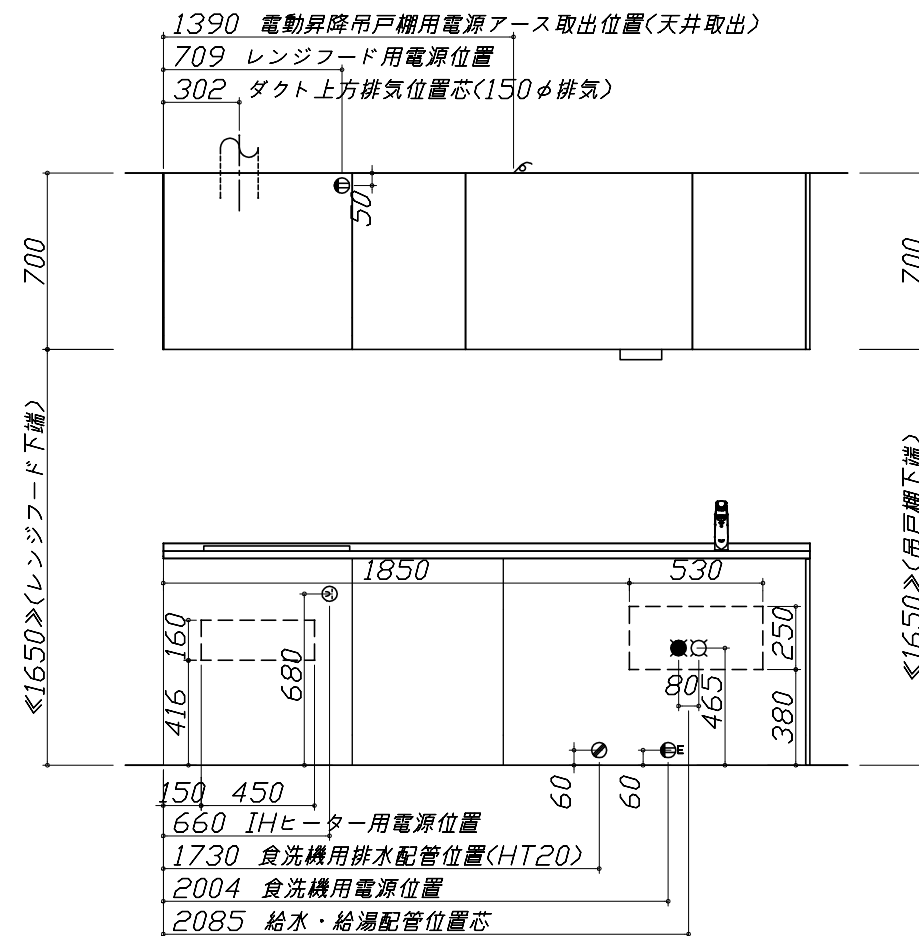 1390 電動昇降吊戸棚用電源アース取出位置(天井取出)
709 レンジフード用電源位置
302 ダクト上方排気位置芯(150φ排気)
50
700
700
≪1650≫(レンジフード下端)
≪1650≫(吊戸棚下端)
1850
530
160
416
680
250
380
80
465
60
60
E
150 450
660 IHヒーター用電源位置
1730 食洗機用排水配管位置(HT20)
2004 食洗機用電源位置
2085 給水・給湯配管位置芯